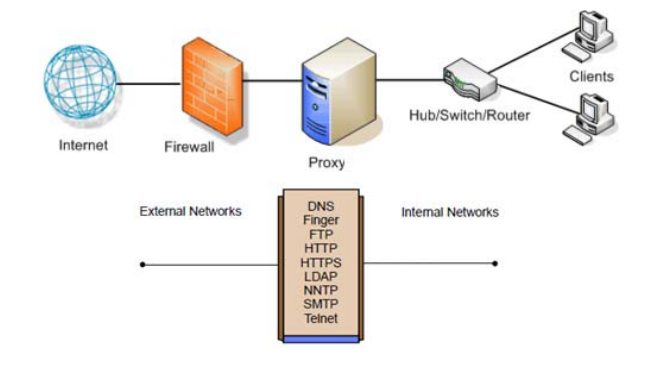 Clients
Hub/Switch/Router
Internet
Firewall
Proxy
External Networks
Internal Networks
DNS
Finger
FTP
HTTP
HTTPS
LDAP
NNTP
SMTP
Telnet